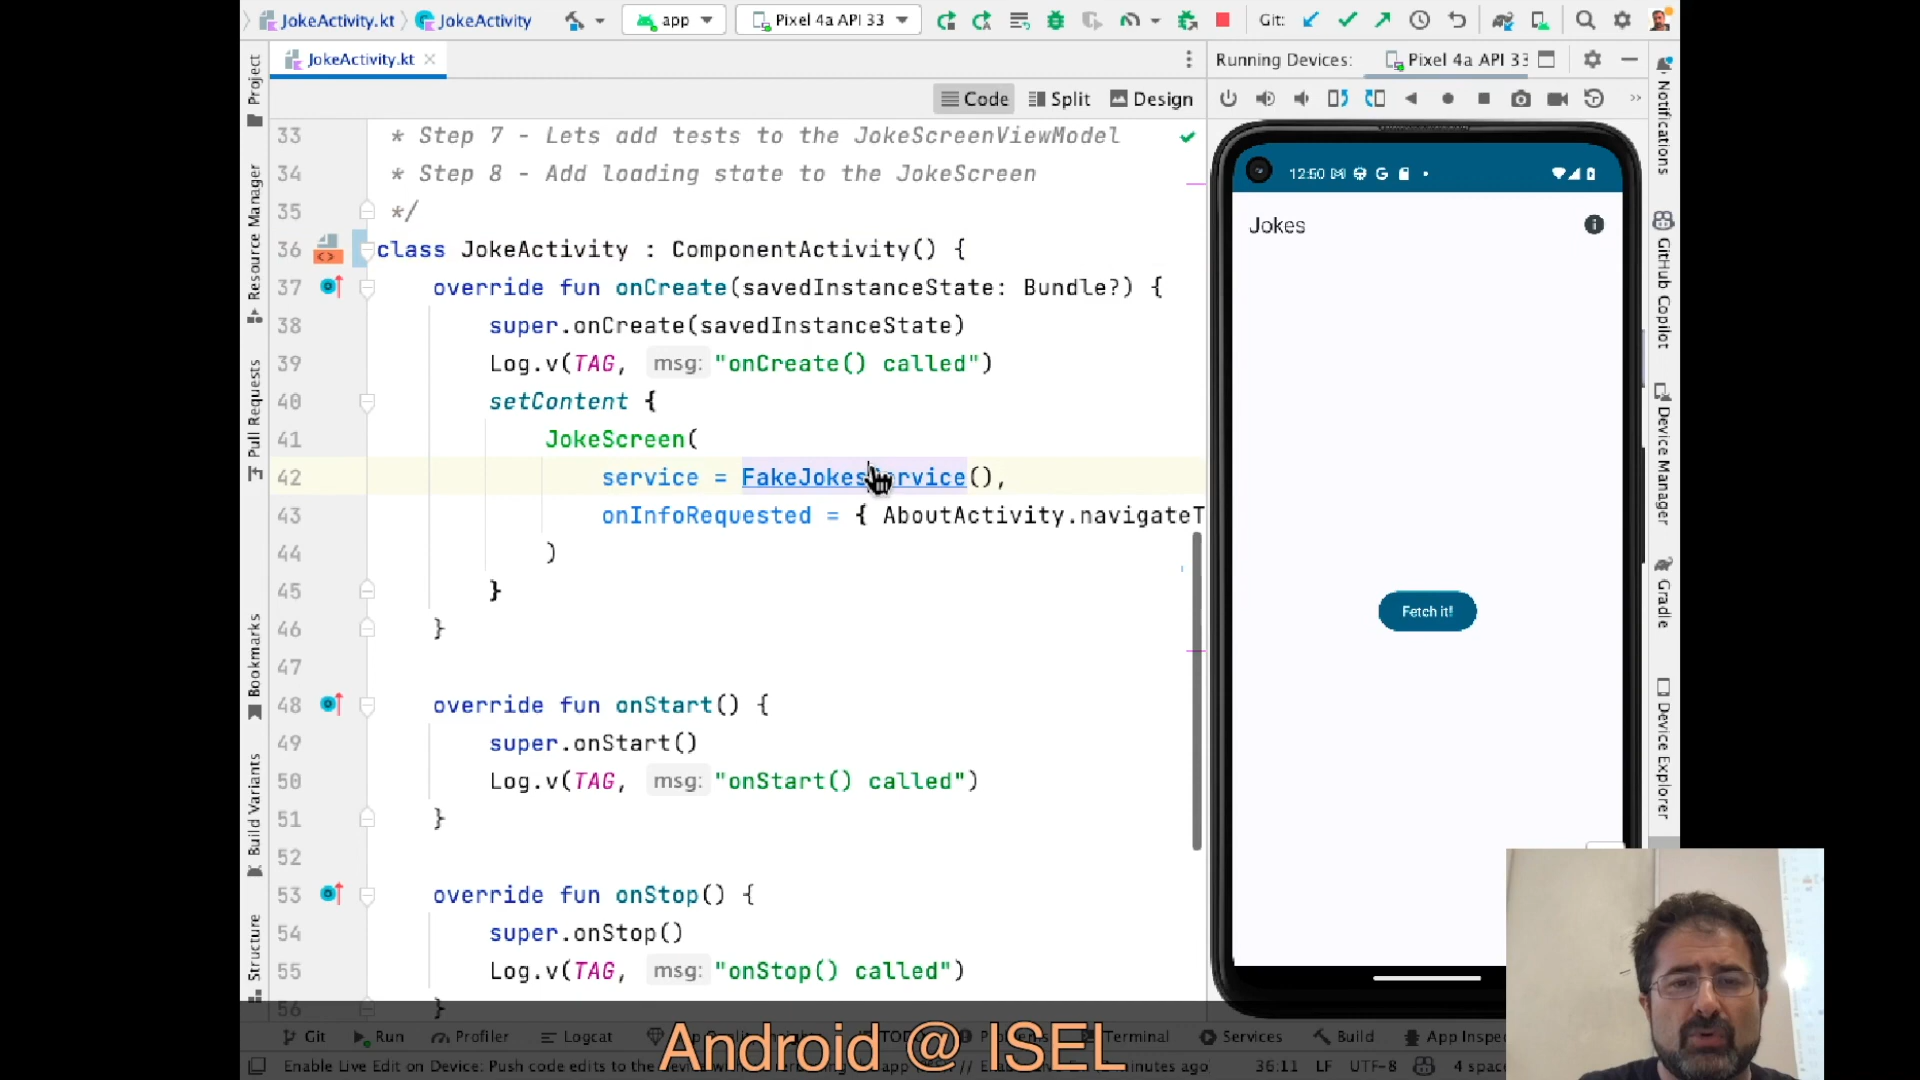 JokeActivity.kt JokeActivity app Pixel 4a API 33 Git:
JokeActivity.kt
Running Devices: Pixel 4a API 33
Code Split Design
33 * Step 7 - Lets add tests to the JokeScreenViewModel
34 * Step 8 - Add loading state to the JokeScreen
35 */
36 class JokeActivity : ComponentActivity() {
37 override fun onCreate(savedInstanceState: Bundle?) {
38 super.onCreate(savedInstanceState)
39 Log.v(TAG, msg: "onCreate() called")
40 setContent {
41 JokeScreen(
42 service = FakeJokesService(),
43 onInfoRequested = { AboutActivity.navigateT
44 )
45 }
46 }
47
48 override fun onStart() {
49 super.onStart()
50 Log.v(TAG, msg: "onStart() called")
51 }
52
53 override fun onStop() {
54 super.onStop()
55 Log.v(TAG, msg: "onStop() called")
56 }
Project
Resource Manager
Pull Requests
Bookmarks
Build Variants
Structure
12:50
Jokes
Fetch it!
Notifications
GitHub Copilot
Device Manager
Gradle
Device Explorer
Git Run Profiler Logcat Terminal Services Build App Inspe
Android @ ISEL
Enable Live Edit on Device: Push code edits to the minutes ago 36:11 LF UTF-8 4 spac